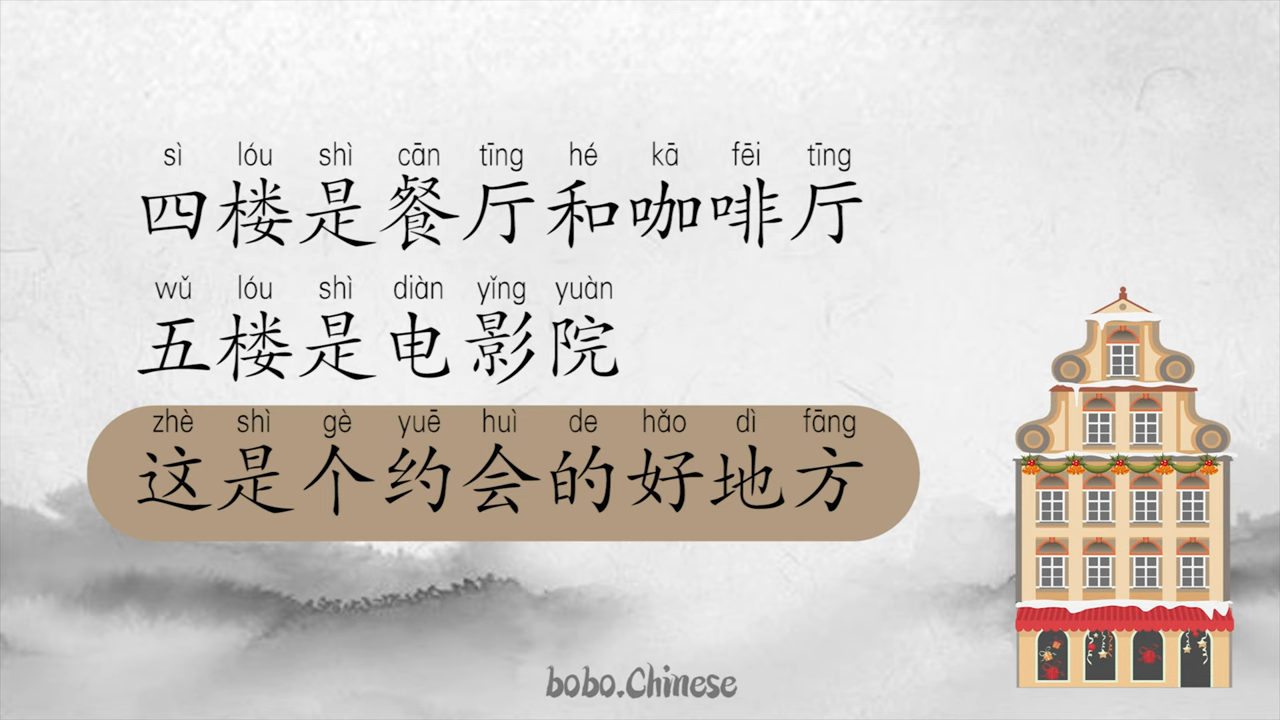 sì lóu shì cān tīng hé kā fēi tīng
四楼是餐厅和咖啡厅
wǔ lóu shì diàn yǐng yuàn
五楼是电影院
zhè shì gè yuē huì de hǎo dì fāng
这是个约会的好地方
bobo.Chinese